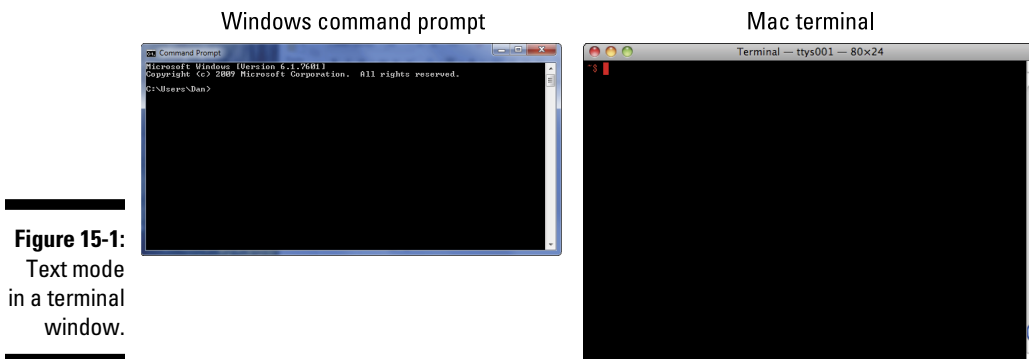 Windows command prompt
Mac terminal
Command Prompt
Microsoft Windows [Version 6.1.7601]
Copyright (c) 2009 Microsoft Corporation. All rights reserved.
C:\Users\Dan>
Terminal — ttys001 — 80×24
~$
Figure 15-1:
Text mode
in a terminal
window.